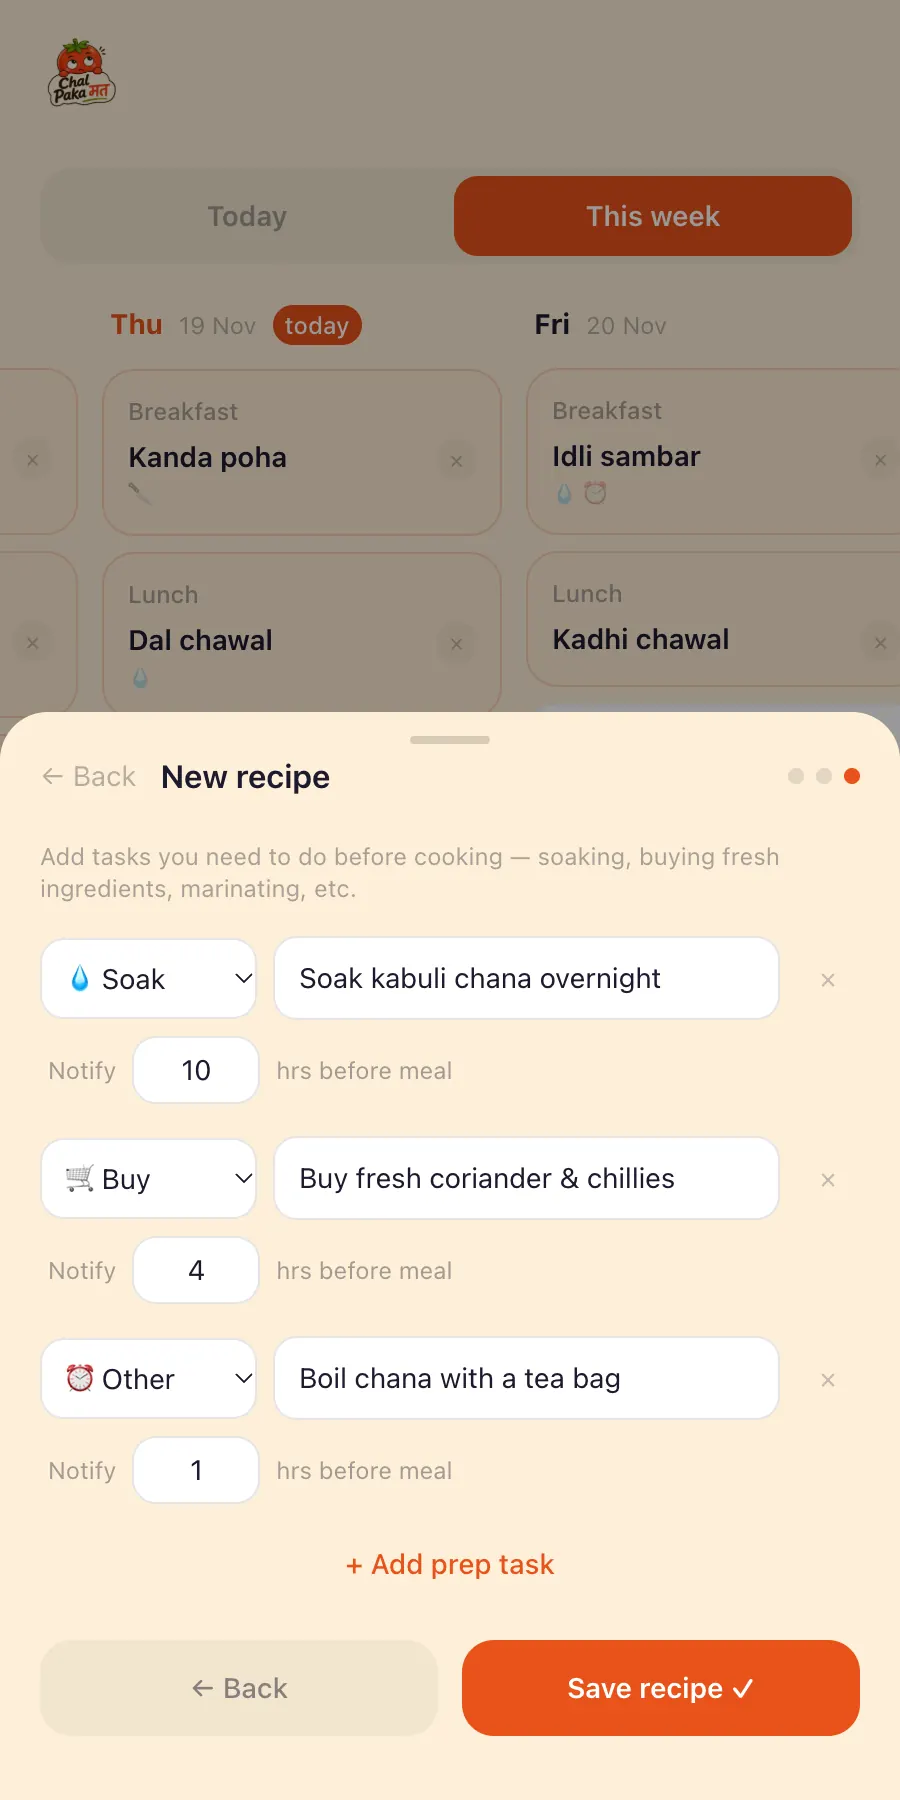 Chal
Paka मत
Today
This week
Thu 19 Nov today
Fri 20 Nov
Breakfast
Kanda poha
×
Breakfast
Idli sambar
×
×
Lunch
Dal chawal
×
Lunch
Kadhi chawal
×
×
← Back New recipe
Add tasks you need to do before cooking — soaking, buying fresh
ingredients, marinating, etc.
Soak
Soak kabuli chana overnight
×
Notify 10 hrs before meal
Buy
Buy fresh coriander & chillies
×
Notify 4 hrs before meal
Other
Boil chana with a tea bag
×
Notify 1 hrs before meal
+ Add prep task
← Back
Save recipe ✓